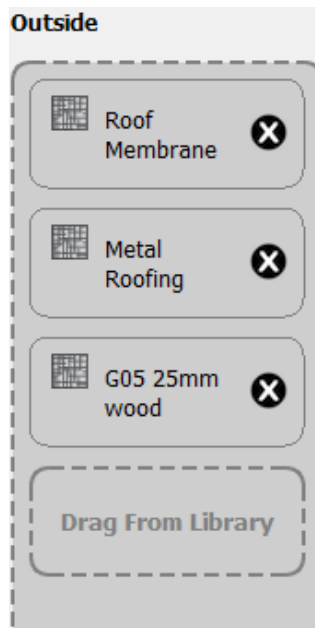 Outside
Roof
Membrane
Metal
Roofing
G05 25mm
wood
Drag From Library